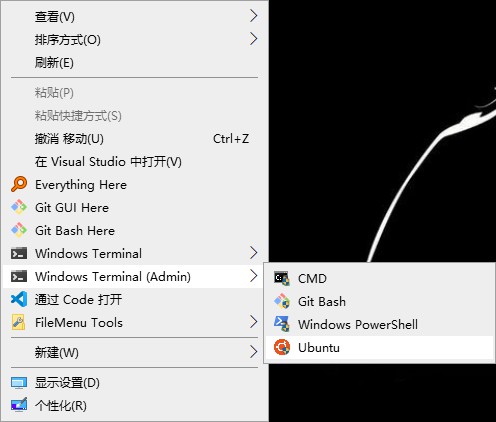 查看(V)
排序方式(O)
刷新(E)
粘贴(P)
粘贴快捷方式(S)
撤消 移动(U) Ctrl+Z
在 Visual Studio 中打开(V)
Everything Here
Git GUI Here
Git Bash Here
Windows Terminal
Windows Terminal (Admin)
CMD
通过 Code 打开
Git Bash
FileMenu Tools
Windows PowerShell
新建(W)
Ubuntu
显示设置(D)
个性化(R)